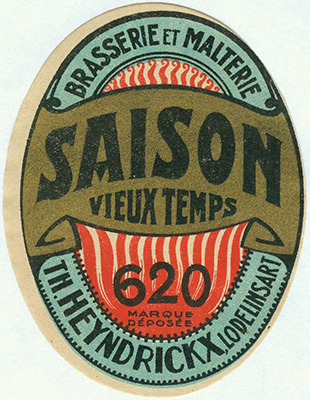 BRASSERIE ET MALTERIE
SAISON
VIEUX TEMPS
620
MARQUE
DÉPOSÉE
TH. HEYNDRICKX, LODELINSART